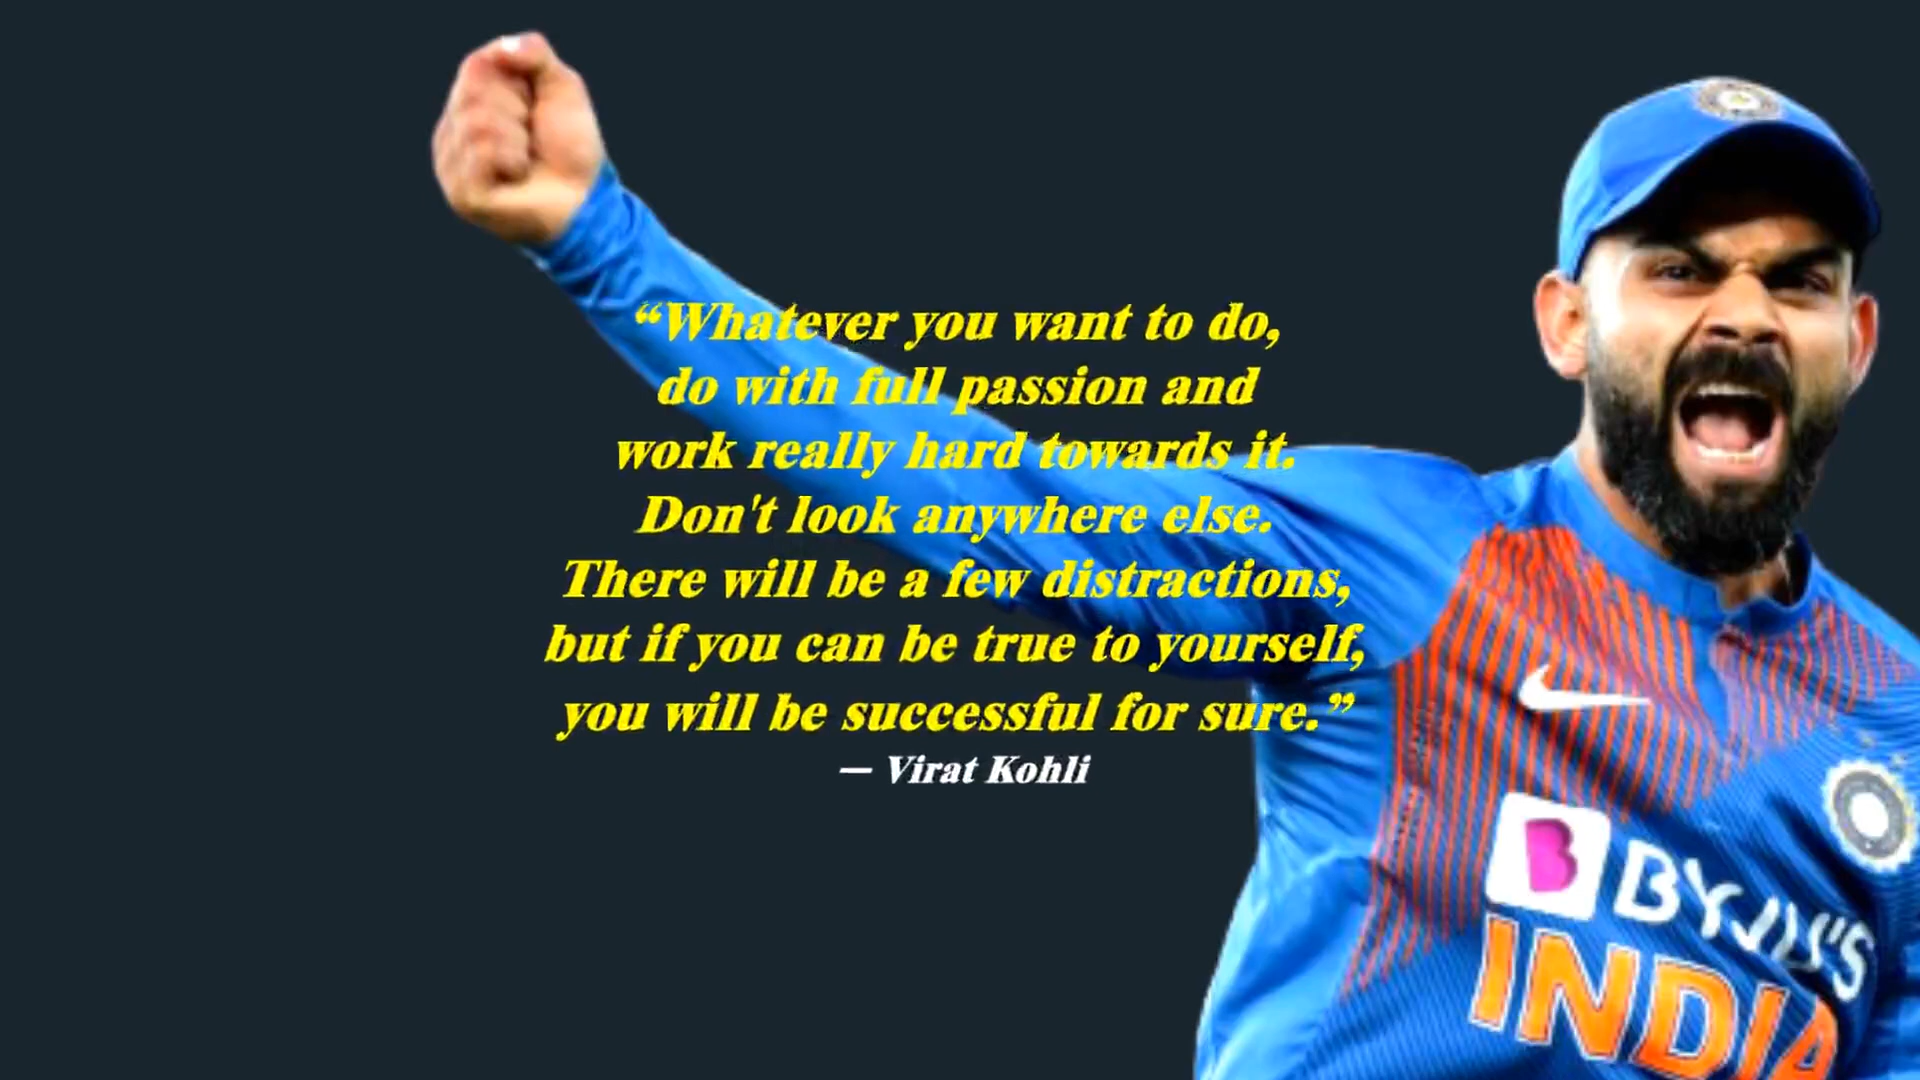 “Whatever you want to do,
do with full passion and
work really hard towards it.
Don't look anywhere else.
There will be a few distractions,
but if you can be true to yourself,
you will be successful for sure.”
— Virat Kohli
B BYJU'S
INDIA